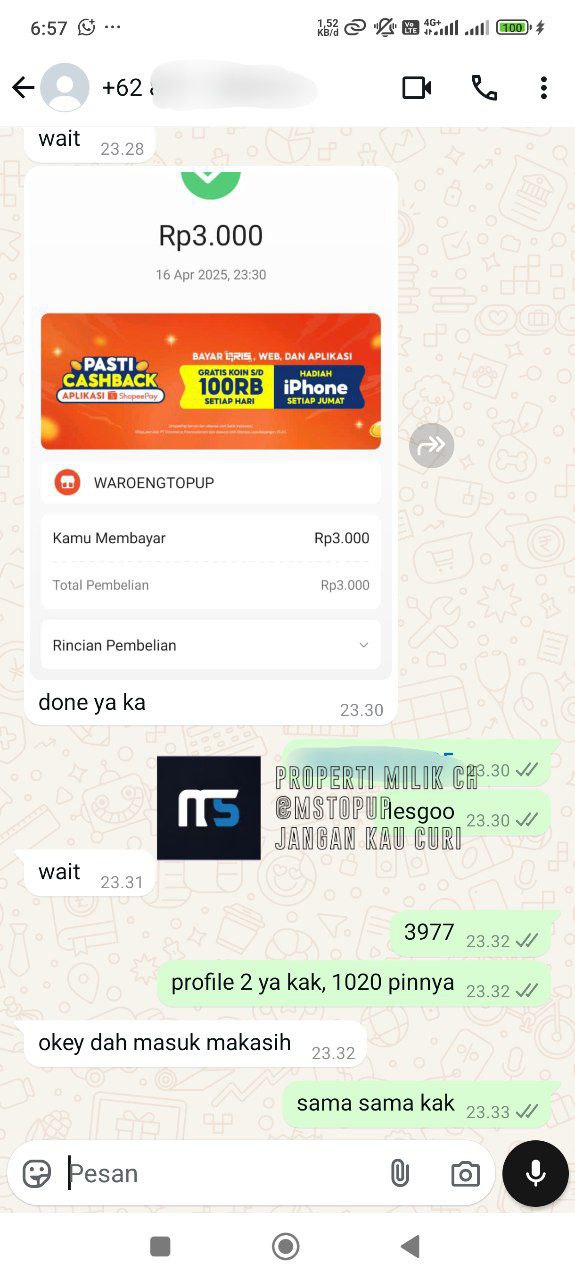 6:57
1,52 KB/d
Vo LTE
4G+
100
+62
wait 23.28
Rp3.000
16 Apr 2025, 23:30
PASTI CASHBACK
APLIKASI ShopeePay
BAYAR QRIS, WEB, DAN APLIKASI
GRATIS KOIN S/D
100RB
SETIAP HARI
HADIAH
iPhone
SETIAP JUMAT
WAROENGTOPUP
Kamu Membayar Rp3.000
Total Pembelian Rp3.000
Rincian Pembelian
done ya ka 23.30
23.30
MS
PROPERTI MILIK CH
@MSTOPUP
JANGAN KAU CURI
lesgoo 23.30
wait 23.31
3977 23.32
profile 2 ya kak, 1020 pinnya 23.32
okey dah masuk makasih 23.32
sama sama kak 23.33
Pesan